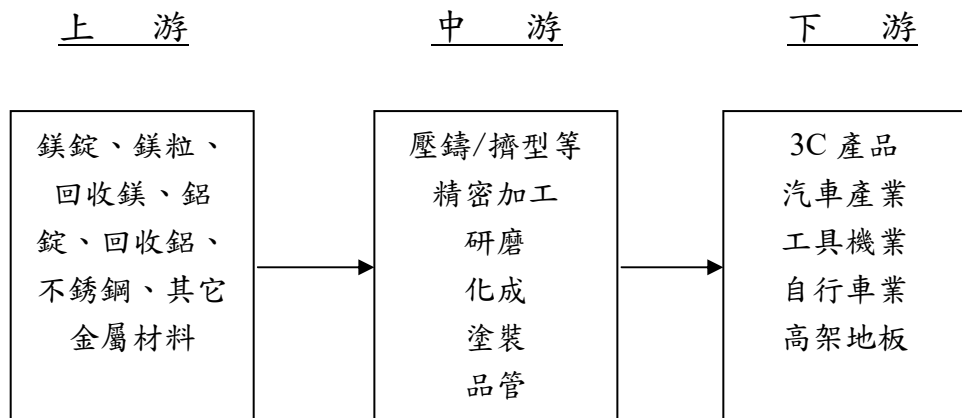 上　游
中　游
下　游
鎂錠、鎂粒、
回收鎂、鋁
錠、回收鋁、
不銹鋼、其它
金屬材料
壓鑄/擠型等
精密加工
研磨
化成
塗裝
品管
3C 產品
汽車產業
工具機業
自行車業
高架地板